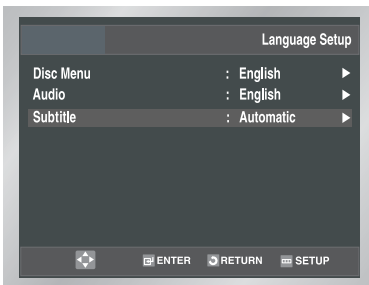 Language Setup
Disc Menu : English ►
Audio : English ►
Subtitle : Automatic ►
ENTER RETURN SETUP